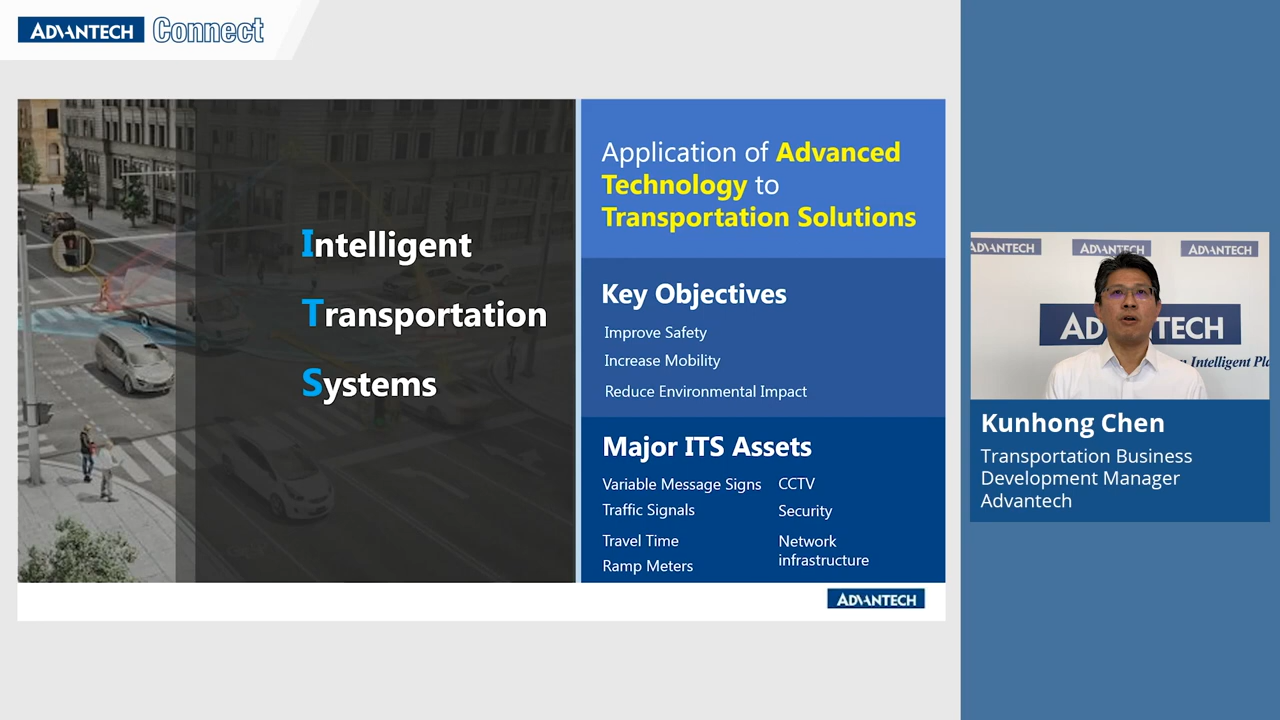 ADVANTECH Connect
Intelligent
Transportation
Systems
Application of Advanced
Technology to
Transportation Solutions
Key Objectives
Improve Safety
Increase Mobility
Reduce Environmental Impact
Major ITS Assets
Variable Message Signs
Traffic Signals
Travel Time
Ramp Meters
CCTV
Security
Network
infrastructure
ADVANTECH
ADVANTECH ADVANTECH ADVANTECH
ADVANTECH
Intelligent
Kunhong Chen
Transportation Business
Development Manager
Advantech